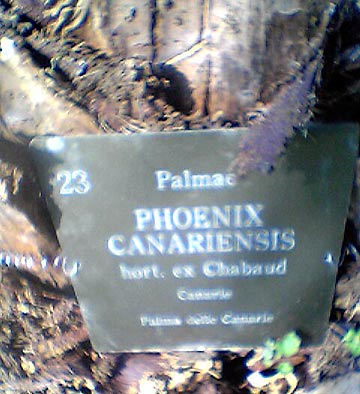 23 Palmae
PHOENIX
CANARIENSIS
hort. ex Chabaud
Canarie
Palma delle Canarie